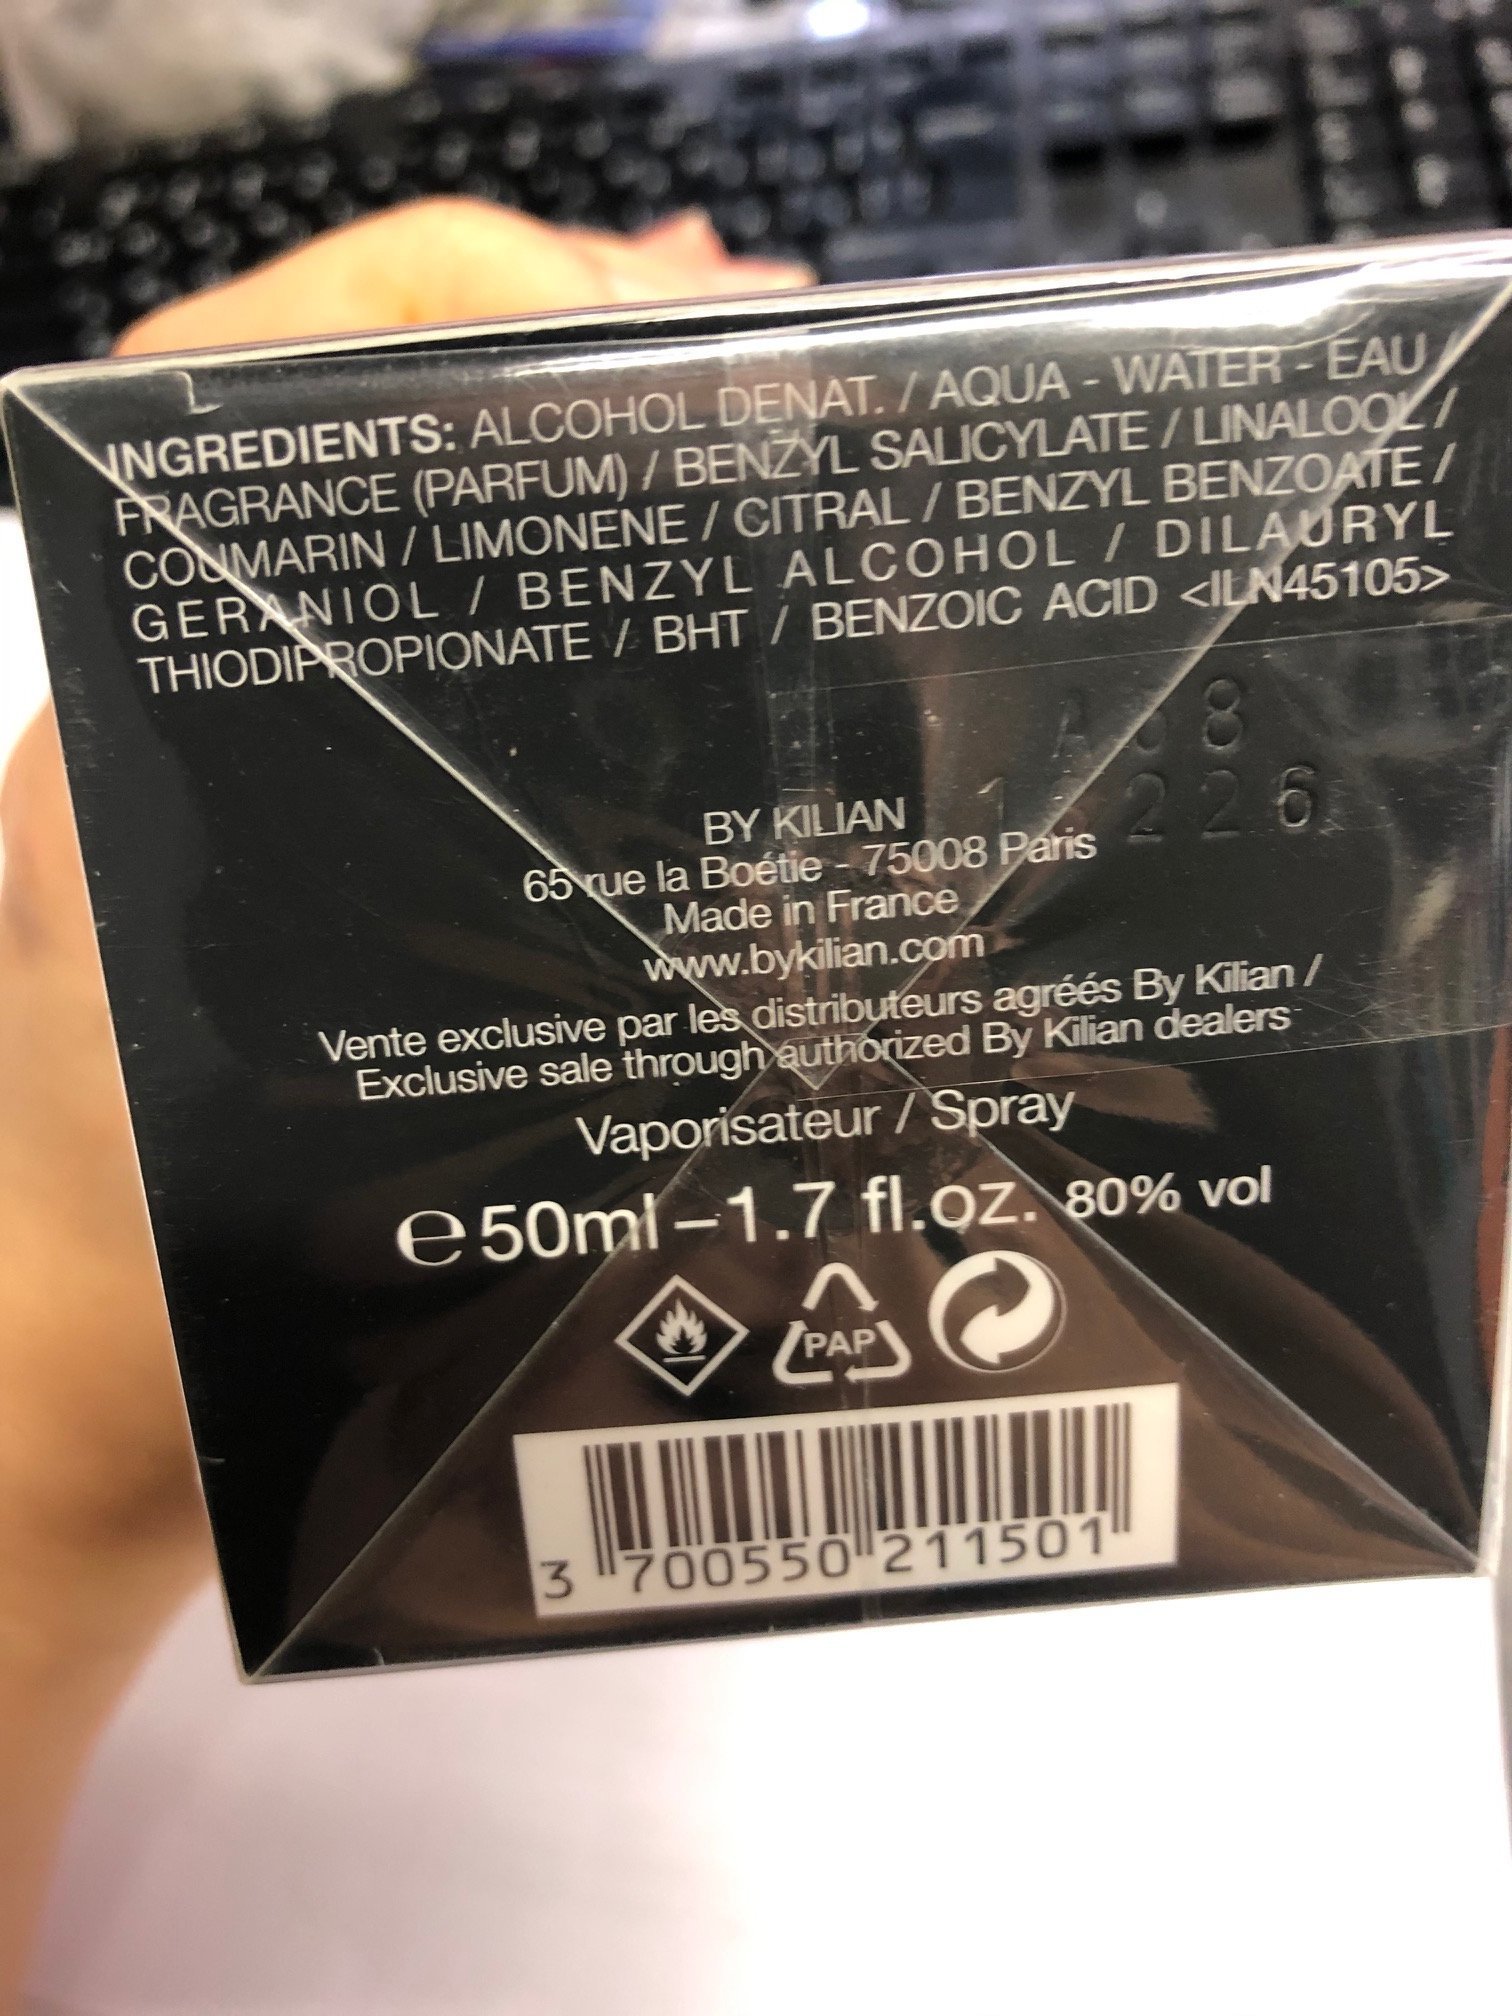 INGREDIENTS: ALCOHOL DENAT. / AQUA - WATER - EAU /
FRAGRANCE (PARFUM) / BENZYL SALICYLATE / LINALOOL /
COUMARIN / LIMONENE / CITRAL / BENZYL BENZOATE /
GERANIOL / BENZYL ALCOHOL / DILAURYL
THIODIPROPIONATE / BHT / BENZOIC ACID <ILN45105>
BY KILIAN
65 rue la Boétie - 75008 Paris
Made in France
www.bykilian.com
Vente exclusive par les distributeurs agréés By Kilian /
Exclusive sale through authorized By Kilian dealers
Vaporisateur / Spray
℮50ml – 1.7 fl.oz. 80% vol
PAP
3 700550 211501